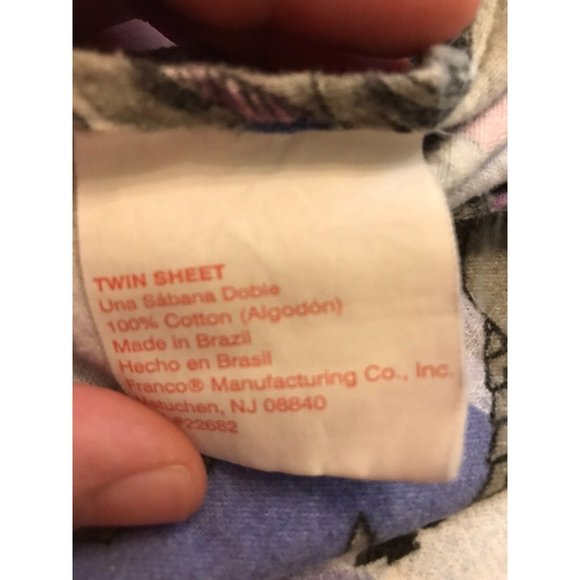 TWIN SHEET
Una Sábana Doble
100% Cotton (Algodón)
Made in Brazil
Hecho en Brasil
Franco® Manufacturing Co., Inc.
NJ 08840